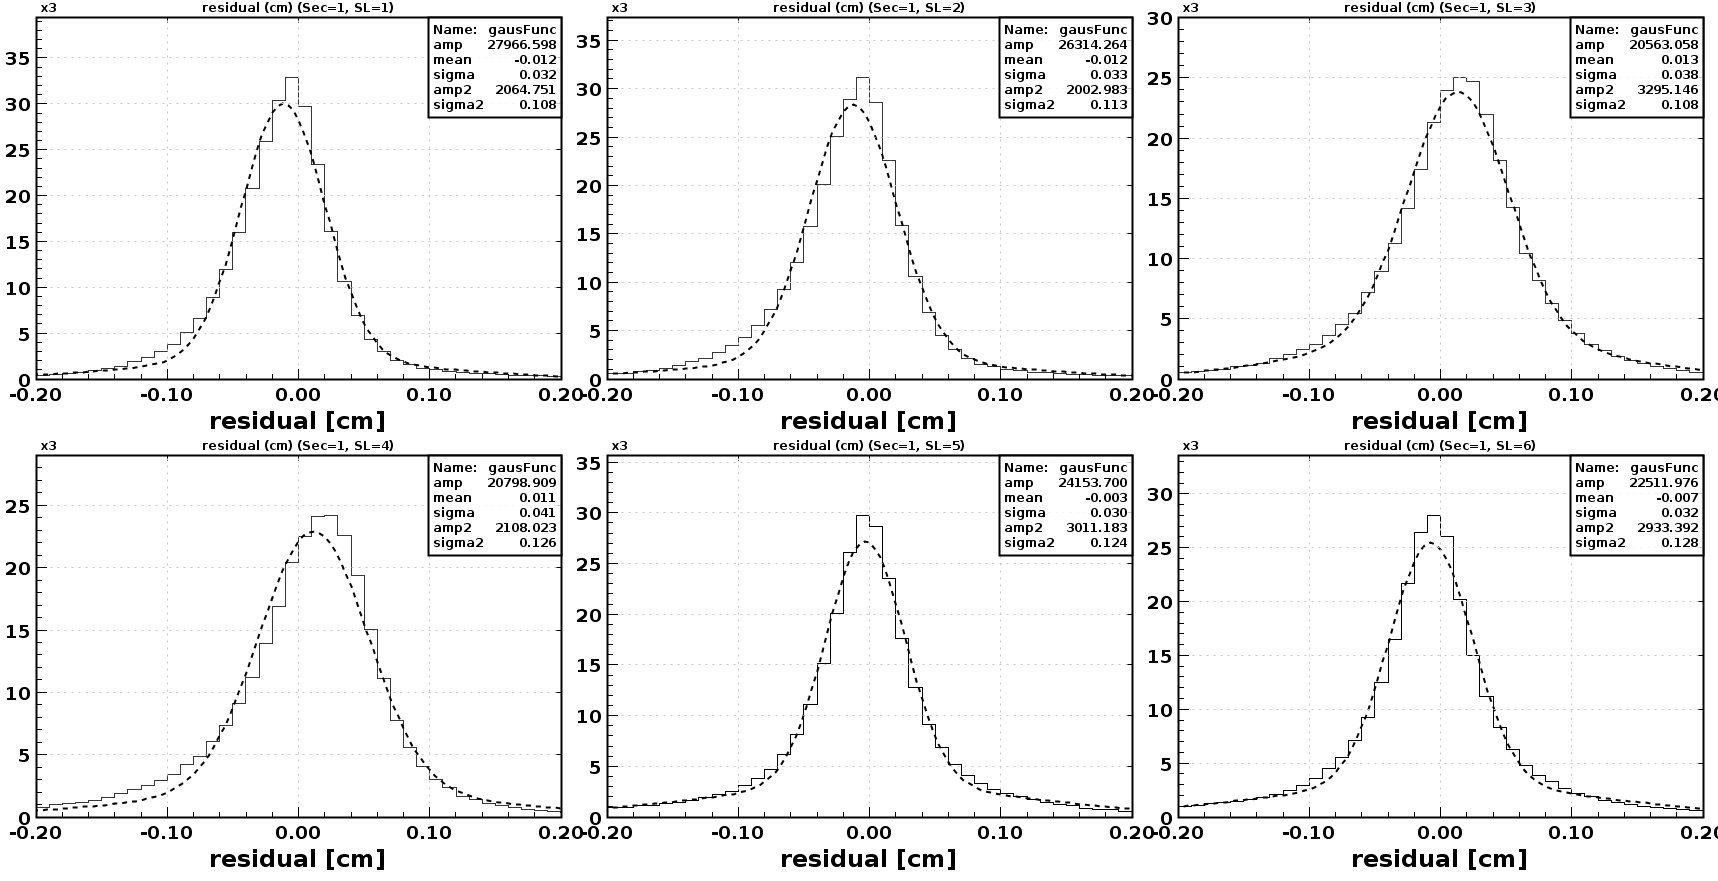 x3 residual (cm) (Sec=1, SL=1)
Name: gausFunc
amp 27966.598
mean -0.012
sigma 0.032
amp2 2064.751
sigma2 0.108
35
30
25
20
15
10
5
0
-0.20 -0.10 0.00 0.10 0.20
residual [cm]
x3 residual (cm) (Sec=1, SL=2)
Name: gausFunc
amp 26314.264
mean -0.012
sigma 0.033
amp2 2002.983
sigma2 0.113
35
30
25
20
15
10
5
0
-0.20 -0.10 0.00 0.10 0.20
residual [cm]
x3 residual (cm) (Sec=1, SL=3)
Name: gausFunc
amp 20563.058
mean 0.013
sigma 0.038
amp2 3295.146
sigma2 0.108
30
25
20
15
10
5
0
-0.20 -0.10 0.00 0.10 0.20
residual [cm]
x3 residual (cm) (Sec=1, SL=4)
Name: gausFunc
amp 20798.909
mean 0.011
sigma 0.041
amp2 2108.023
sigma2 0.126
25
20
15
10
5
0
-0.20 -0.10 0.00 0.10 0.20
residual [cm]
x3 residual (cm) (Sec=1, SL=5)
Name: gausFunc
amp 24153.700
mean -0.003
sigma 0.030
amp2 3011.183
sigma2 0.124
35
30
25
20
15
10
5
0
-0.20 -0.10 0.00 0.10 0.20
residual [cm]
x3 residual (cm) (Sec=1, SL=6)
Name: gausFunc
amp 22511.976
mean -0.007
sigma 0.032
amp2 2933.392
sigma2 0.128
30
25
20
15
10
5
0
-0.20 -0.10 0.00 0.10 0.20
residual [cm]